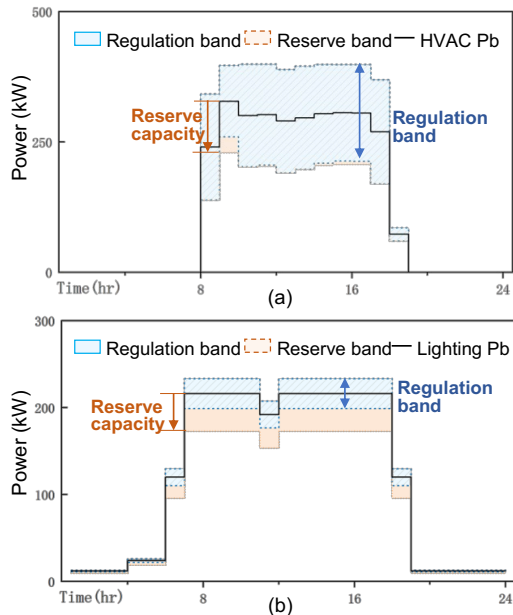 (a)
500
Regulation band Reserve band HVAC Pb
Power (kW)
Reserve
capacity
Regulation
band
250
0
Time(hr) 8 16 24
(b)
300
Regulation band Reserve band Lighting Pb
Power (kW)
Reserve
capacity
Regulation
band
200
100
0
Time(hr) 8 16 24